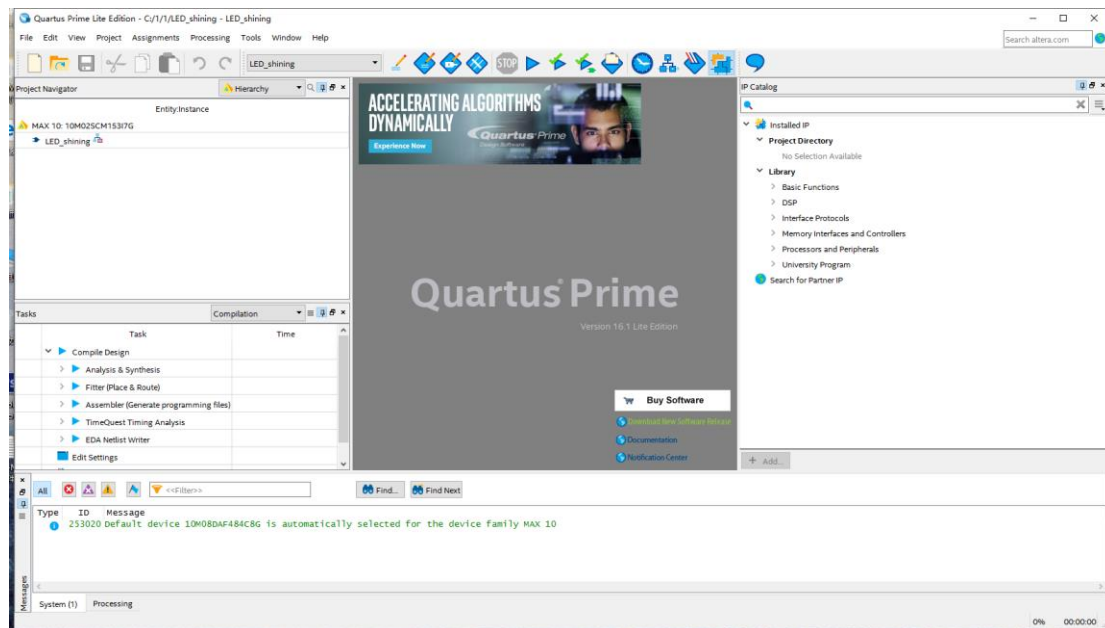 Quartus Prime Lite Edition - C:/1/1/LED_shining - LED_shining
File Edit View Project Assignments Processing Tools Window Help
Search altera.com
LED_shining
STOP
Project Navigator
Hierarchy
Entity:Instance
MAX 10: 10M02SCM153I7G
LED_shining
Tasks
Compilation
Task Time
Compile Design
Analysis & Synthesis
Fitter (Place & Route)
Assembler (Generate programming files)
TimeQuest Timing Analysis
EDA Netlist Writer
Edit Settings
ACCELERATING ALGORITHMS
DYNAMICALLY
Quartus Prime
Design Software
Experience Now
Quartus Prime
Version 16.1 Lite Edition
Buy Software
Download New Software Release
Documentation
Notification Center
IP Catalog
Installed IP
Project Directory
No Selection Available
Library
Basic Functions
DSP
Interface Protocols
Memory Interfaces and Controllers
Processors and Peripherals
University Program
Search for Partner IP
+ Add...
All
<<Filter>>
Find... Find Next
Type ID Message
253020 Default device 10M08DAF484C8G is automatically selected for the device family MAX 10
Messages
System (1) Processing
0% 00:00:00